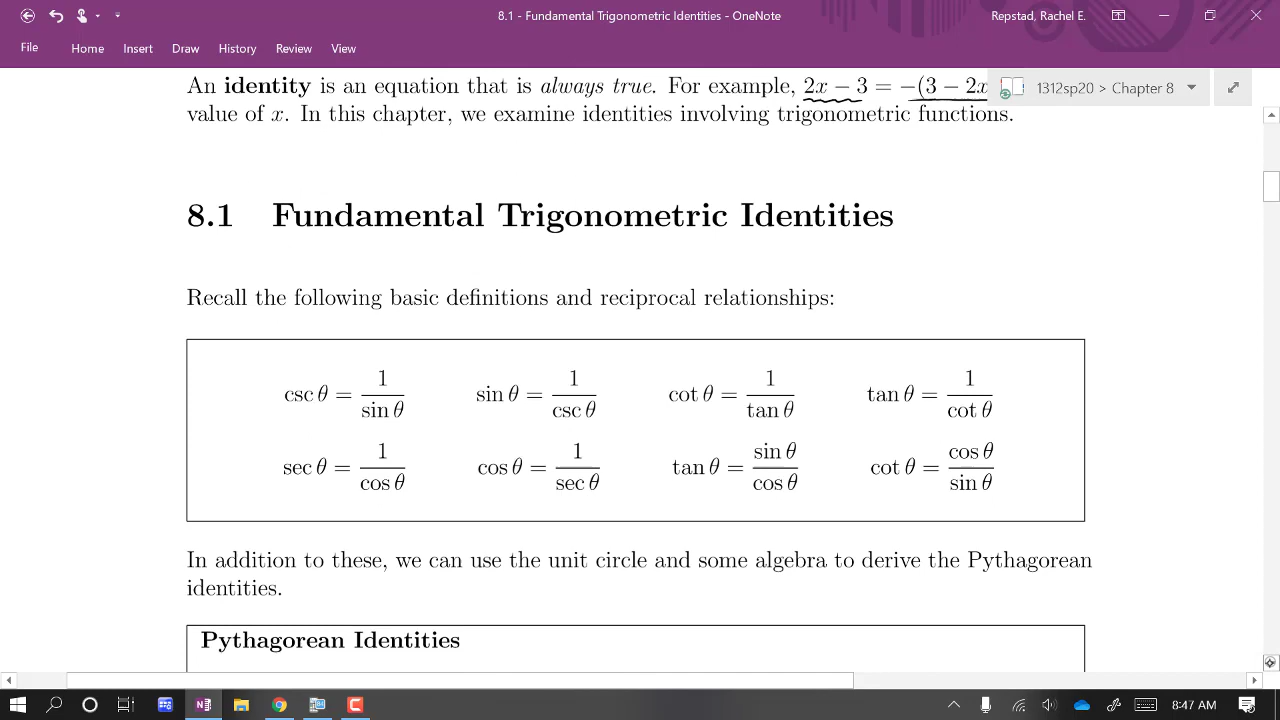 8.1 - Fundamental Trigonometric Identities - OneNote
Repstad, Rachel E.
File Home Insert Draw History Review View
An identity is an equation that is always true. For example, 2x − 3 = −(3 − 2x
1312sp20 > Chapter 8
value of x. In this chapter, we examine identities involving trigonometric functions.
8.1 Fundamental Trigonometric Identities
Recall the following basic definitions and reciprocal relationships:
csc θ = 1/sin θ sin θ = 1/csc θ cot θ = 1/tan θ tan θ = 1/cot θ
sec θ = 1/cos θ cos θ = 1/sec θ tan θ = sin θ/cos θ cot θ = cos θ/sin θ
In addition to these, we can use the unit circle and some algebra to derive the Pythagorean
identities.
Pythagorean Identities
8:47 AM